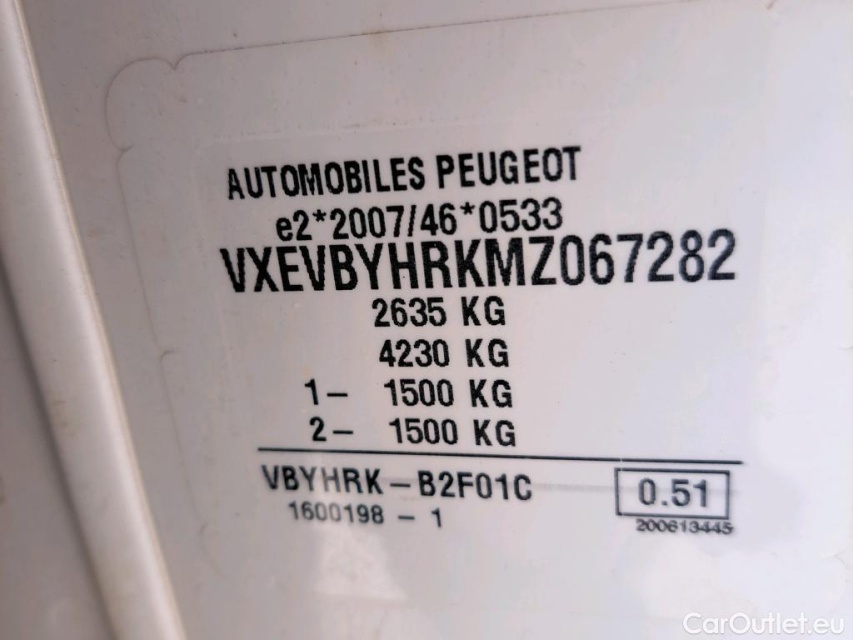 AUTOMOBILES PEUGEOT
e2*2007/46*0533
VXEVBYHRKMZ067282
2635 KG
4230 KG
1- 1500 KG
2- 1500 KG
VBYHRK-B2F01C 0.51
1600198 - 1 200613445
CarOutlet.eu